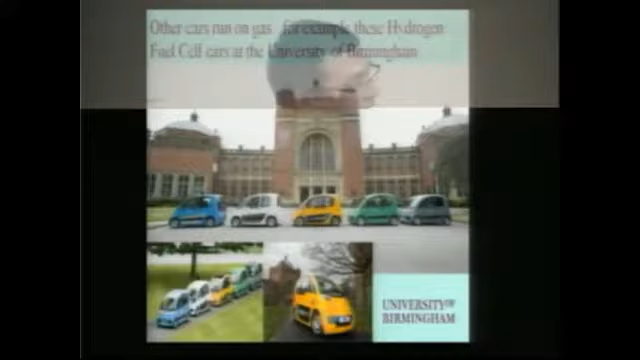 Other cars run on gas for example these Hydrogen
Fuel Cell cars at the University of Birmingham
UNIVERSITY OF
BIRMINGHAM